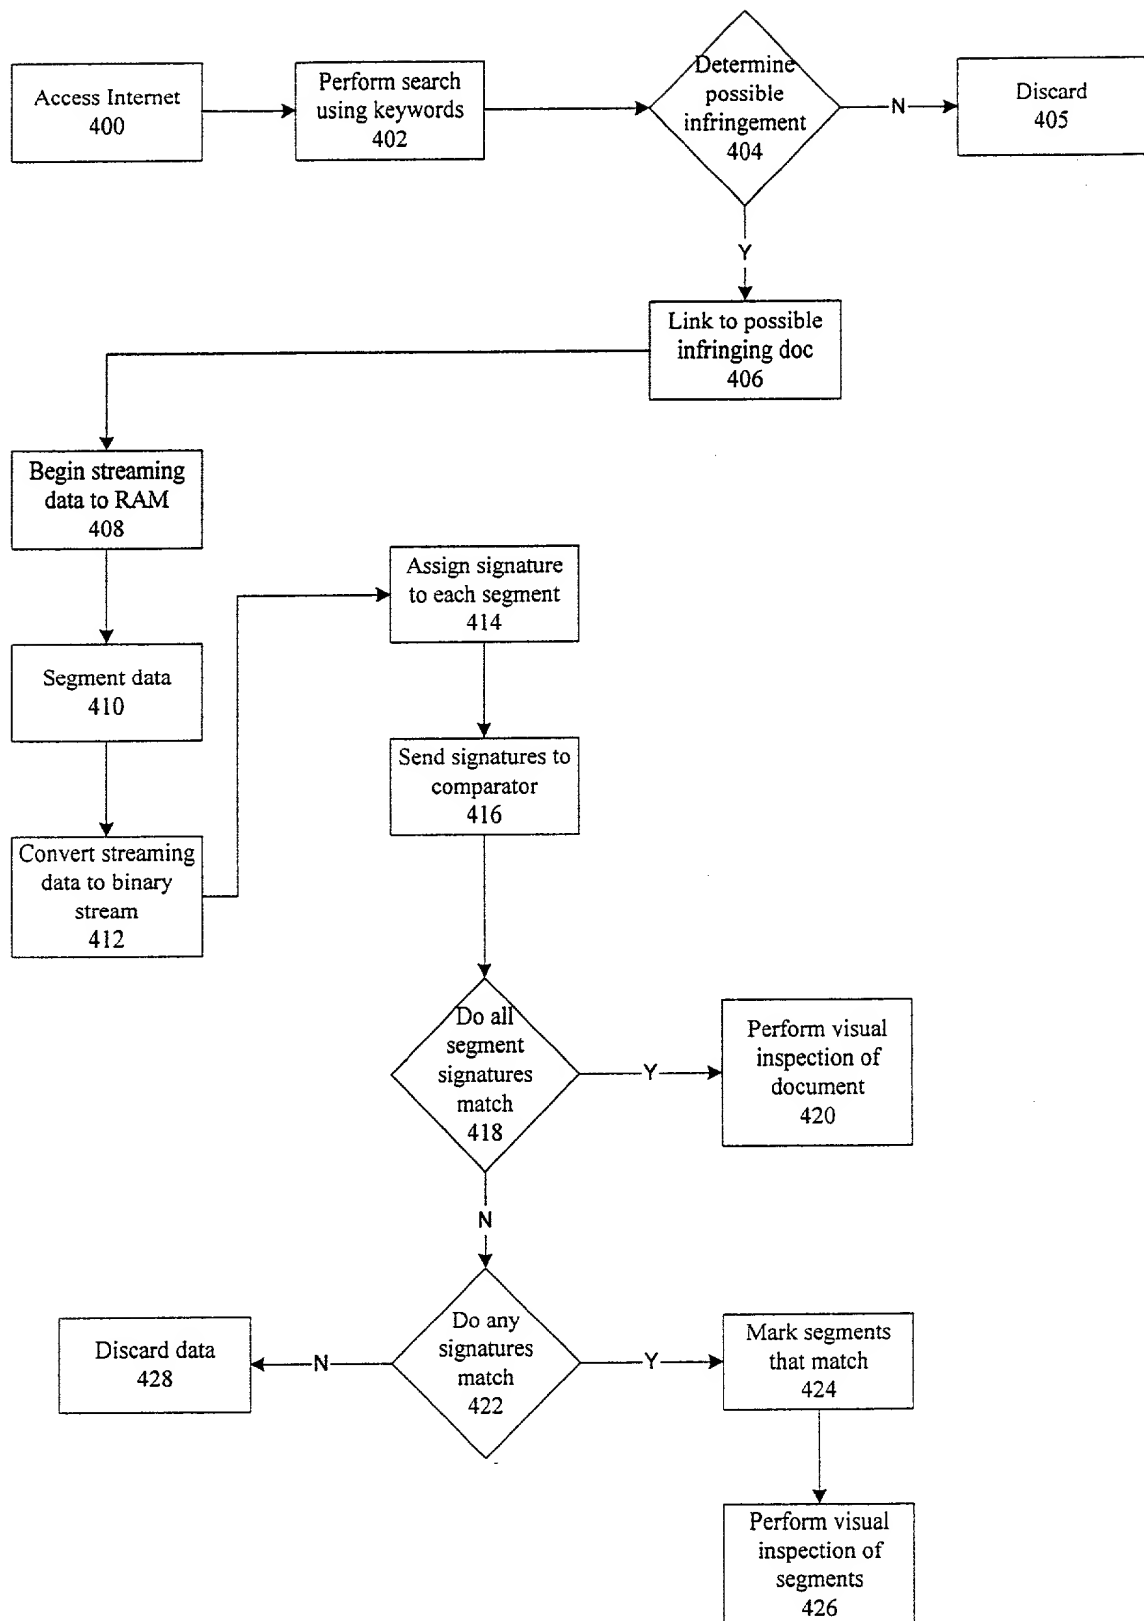 Access Internet
400
Perform search
using keywords
402
Determine
possible
infringement
404
N
Discard
405
Y
Link to possible
infringing doc
406
Begin streaming
data to RAM
408
Segment data
410
Convert streaming
data to binary
stream
412
Assign signature
to each segment
414
Send signatures to
comparator
416
Do all
segment
signatures
match
418
Y
Perform visual
inspection of
document
420
N
Do any
signatures
match
422
N
Discard data
428
Y
Mark segments
that match
424
Perform visual
inspection of
segments
426